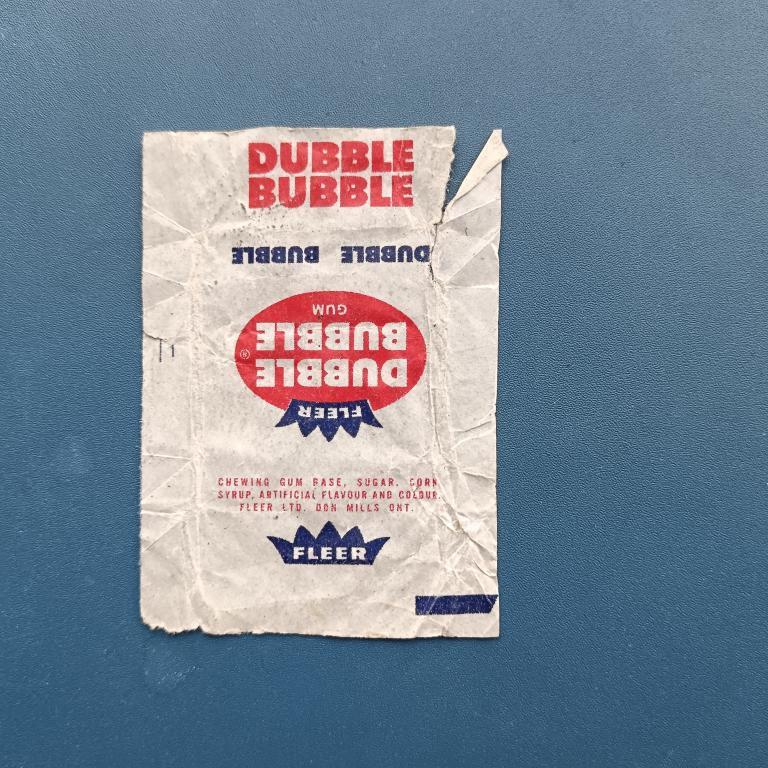 DUBBLE
BUBBLE
DUBBLE BUBBLE
FLEER
DUBBLE
BUBBLE®
GUM
1
CHEWING GUM BASE, SUGAR, CORN
SYRUP, ARTIFICIAL FLAVOUR AND COLOUR.
FLEER LTD. DON MILLS ONT.
FLEER